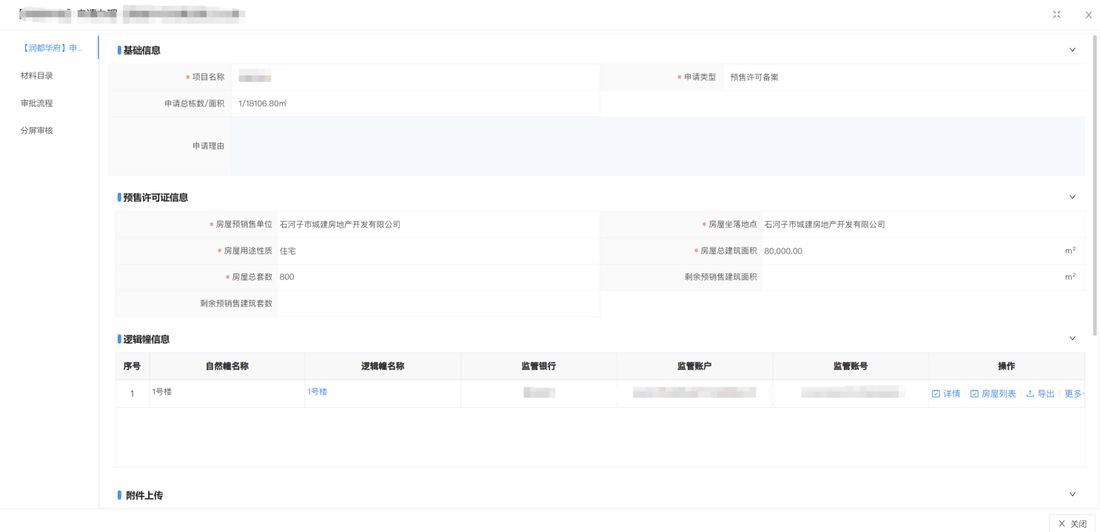 【润都华府】申...
材料目录
审批流程
分屏审核
基础信息
* 项目名称
* 申请类型 预售许可备案
申请总栋数/面积 1/18106.80㎡
申请理由
预售许可证信息
* 房屋预销售单位 石河子市城建房地产开发有限公司 * 房屋坐落地点 石河子市城建房地产开发有限公司
* 房屋用途性质 住宅 * 房屋总建筑面积 80,000.00 m²
* 房屋总套数 800 剩余预销售建筑面积 m²
剩余预销售建筑套数
逻辑幢信息
序号 自然幢名称 逻辑幢名称 监管银行 监管账户 监管账号 操作
1 1号楼 1号楼 详情 房屋列表 导出 更多
附件上传
关闭